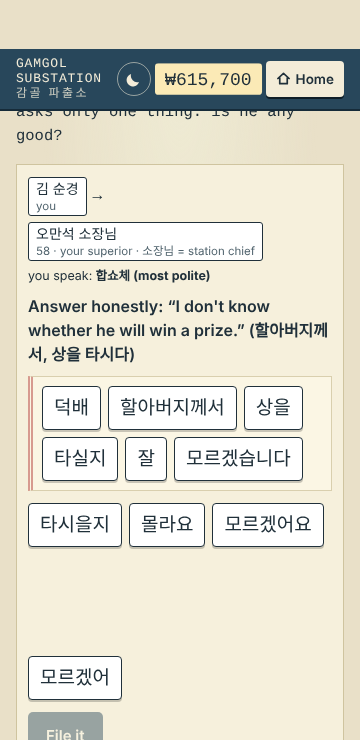 GAMGOL
SUBSTATION
감골 파출소
₩615,700
Home
asks only one thing: is he any
good?
김 순경
you
→
오만석 소장님
58 · your superior · 소장님 = station chief
you speak: 합쇼체 (most polite)
Answer honestly: “I don't know
whether he will win a prize.” (할아버지께
서, 상을 타시다)
덕배 할아버지께서 상을
타실지 잘 모르겠습니다
타시을지 몰라요 모르겠어요
모르겠어
File it